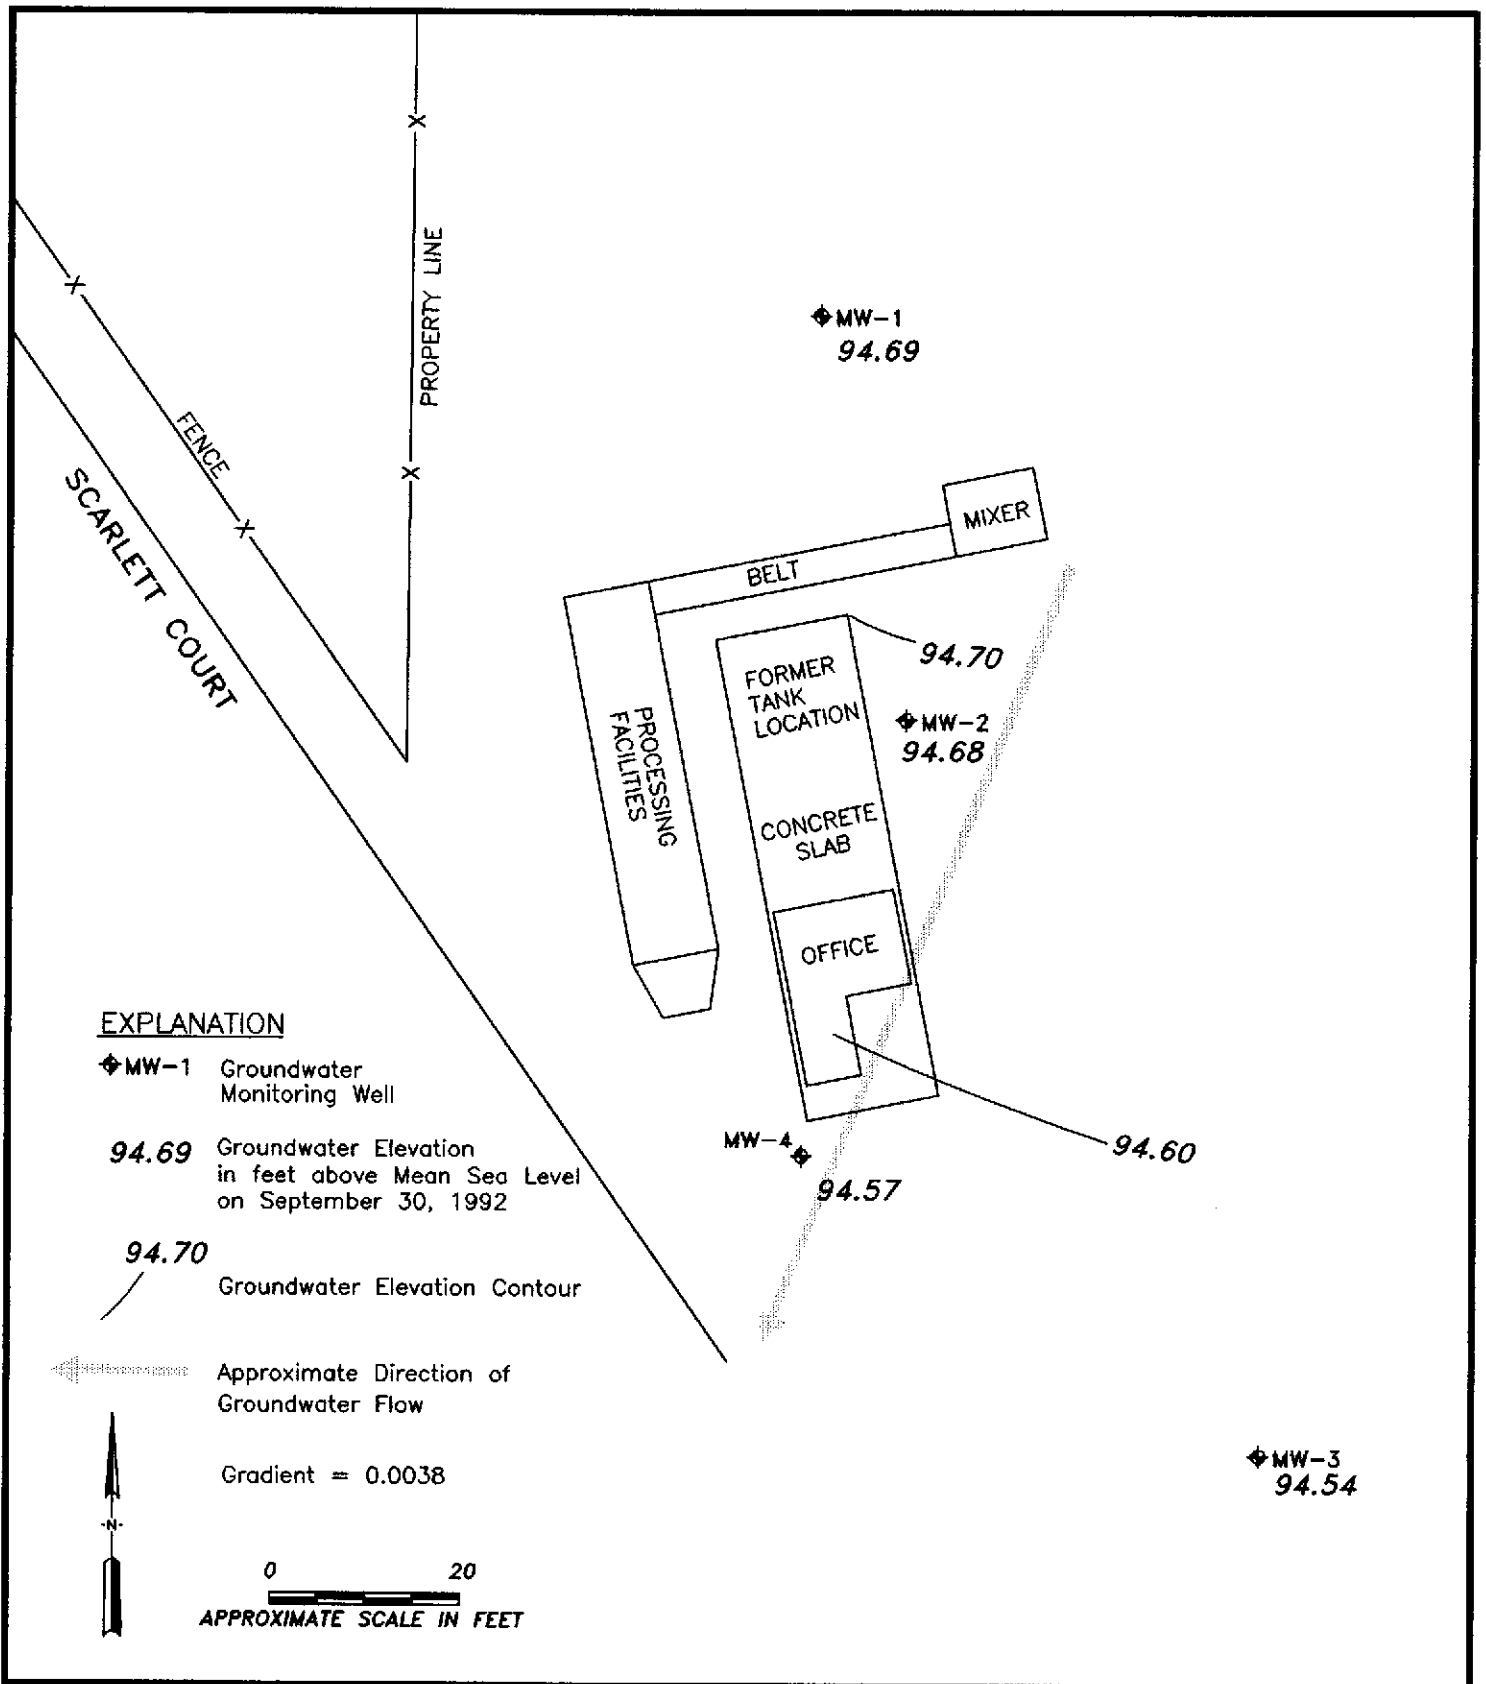 PROPERTY LINE
MW-1
94.69
FENCE
SCARLETT COURT
MIXER
BELT
94.70
FORMER
TANK
LOCATION
MW-2
94.68
PROCESSING
FACILITIES
CONCRETE
SLAB
OFFICE
94.60
MW-4
94.57
EXPLANATION
MW-1 Groundwater
Monitoring Well
94.69 Groundwater Elevation
in feet above Mean Sea Level
on September 30, 1992
94.70
Groundwater Elevation Contour
Approximate Direction of
Groundwater Flow
Gradient = 0.0038
MW-3
94.54
-N-
0 20
APPROXIMATE SCALE IN FEET